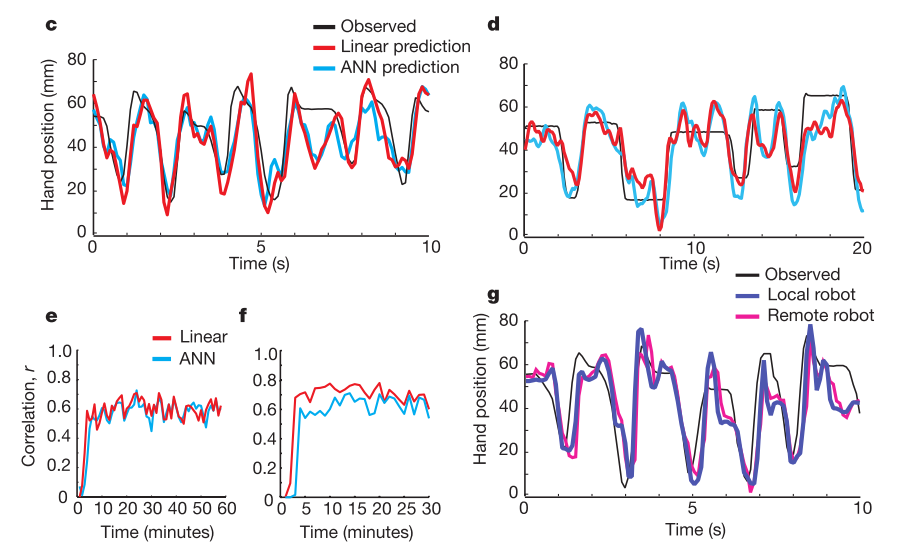 c
Observed
Linear prediction
ANN prediction
Hand position (mm)
80
60
40
20
0
0
5
10
Time (s)
d
80
60
40
20
0
0
10
20
Time (s)
e
Linear
ANN
Correlation, r
1.0
0.8
0.6
0.4
0.2
0
0 10 20 30 40 50 60
Time (minutes)
f
1.0
0.8
0.6
0.4
0.2
0
0 5 10 15 20 25 30
Time (minutes)
g
Observed
Local robot
Remote robot
Hand position (mm)
80
60
40
20
0
0
5
10
Time (s)